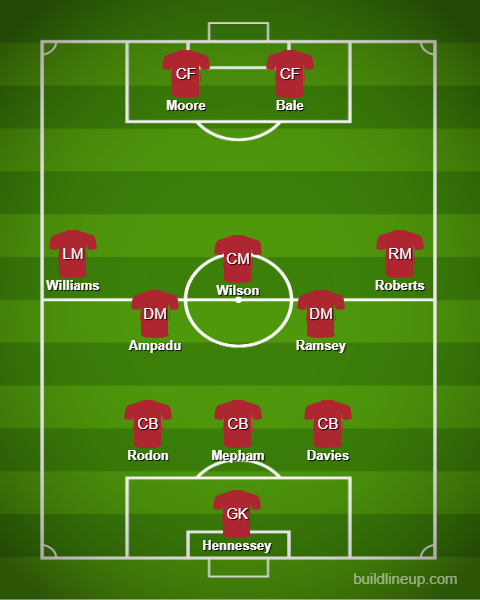 CF CF
Moore Bale
LM CM RM
Williams Wilson Roberts
DM DM
Ampadu Ramsey
CB CB CB
Rodon Mepham Davies
GK
Hennessey
buildlineup.com